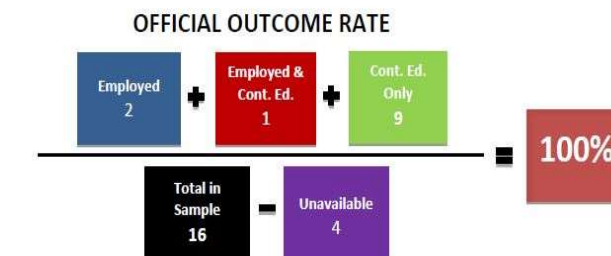 OFFICIAL OUTCOME RATE
Employed
2
+
Employed &
Cont. Ed.
1
+
Cont. Ed.
Only
9
Total in
Sample
16
-
Unavailable
4
=
100%